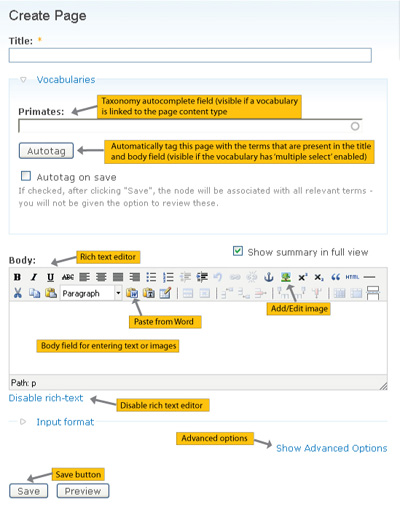 Create Page
Title: *
Vocabularies
Taxonomy autocomplete field (visible if a vocabulary
is linked to the page content type
Primates:
Autotag
Automatically tag this page with the terms that are present in the title
and body field (visible if the vocabulary has 'multiple select' enabled)
Autotag on save
If checked, after clicking "Save", the node will be associated with all relevant terms -
you will not be given the option to review these.
Rich text editor
Show summary in full view
Body:
B I U ABC x² x₂ HTML
Paragraph
Add/Edit image
Paste from Word
Body field for entering text or images
Path: p
Disable rich-text
Disable rich text editor
Input format
Advanced options
Show Advanced Options
Save button
Save Preview